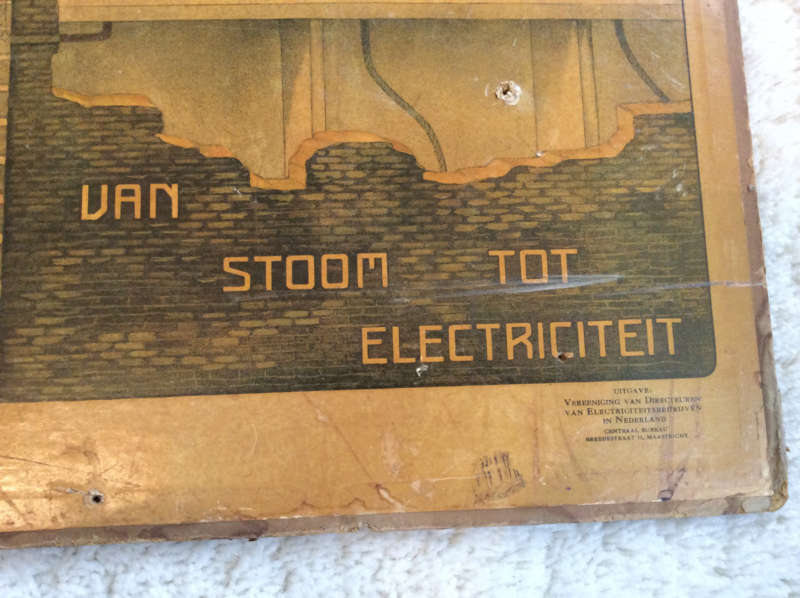 VAN
STOOM TOT
ELECTRICITEIT
UITGAVE:
VEREENIGING VAN DIRECTEUREN
VAN ELECTRICITEITSBEDRIJVEN
IN NEDERLAND
CENTRAAL BUREAU
BREEDESTRAAT 11, MAASTRICHT